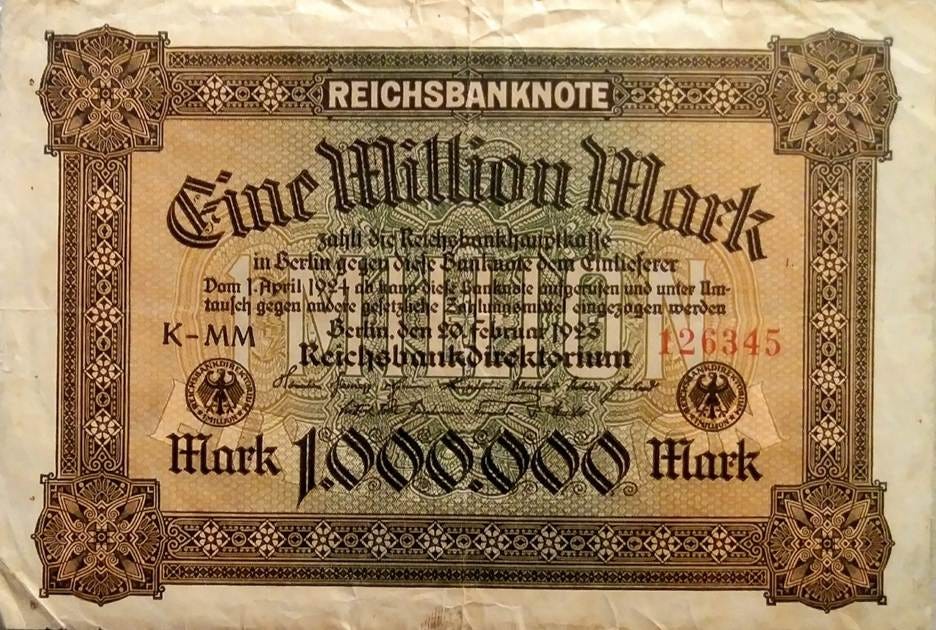 REICHSBANKNOTE
Eine Million Mark
zahlt die Reichsbankhauptkasse
in Berlin gegen diese Banknote dem Einlieferer
Vom 1. April 1924 ab kann diese Banknote aufgerufen und unter Um-
tausch gegen andere gesetzliche Zahlungsmittel eingezogen werden
Berlin, den 20. Februar 1923
K-MM
126345
Reichsbankdirektorium
1 MILLION
Mark 1.000.000 Mark